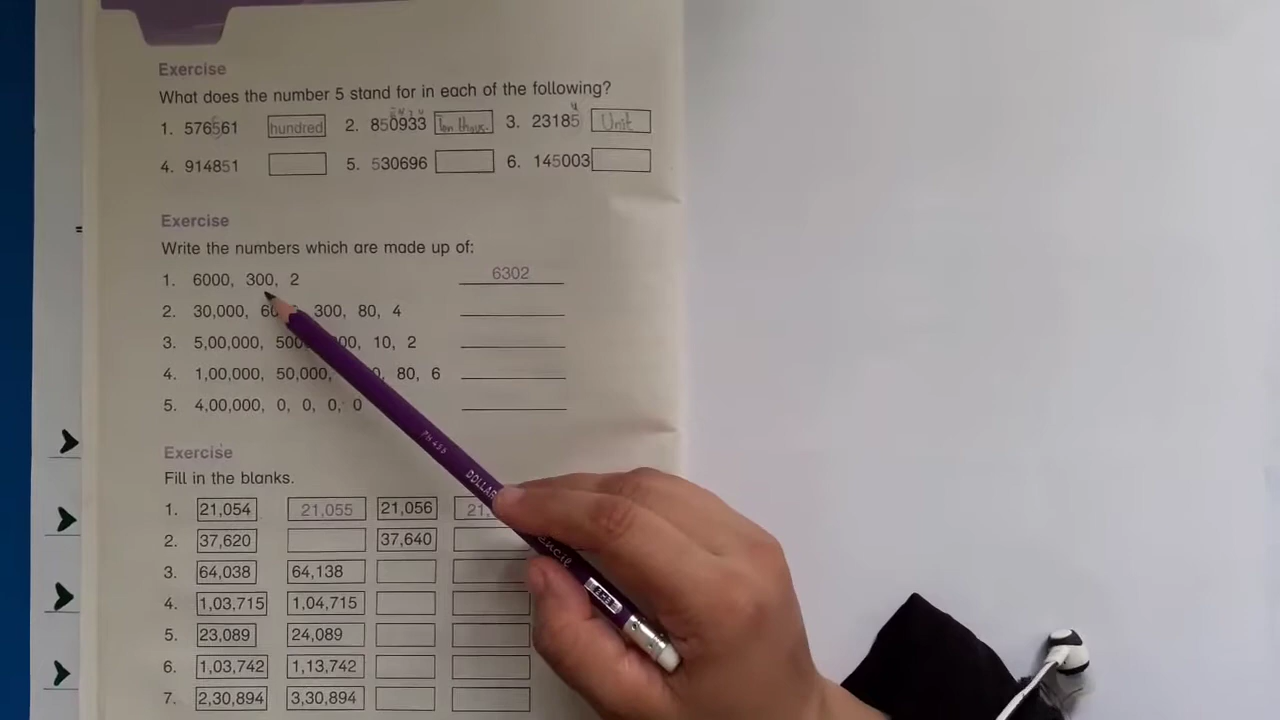 Exercise
What does the number 5 stand for in each of the following?
1. 576561 hundred 2. 850933 Ten thous. 3. 23185 Unit
4. 914851 5. 530696 6. 145003
Exercise
Write the numbers which are made up of:
1. 6000, 300, 2 6302
2. 30,000, 300, 80, 4
3. 5,00,000, 10, 2
4. 1,00,000, 50,000, 80, 6
5. 4,00,000, 0, 0, 0, 0
Exercise
Fill in the blanks.
1. 21,054 21,055 21,056
2. 37,620 37,640
3. 64,038 64,138
4. 1,03,715 1,04,715
5. 23,089 24,089
6. 1,03,742 1,13,742
7. 2,30,894 3,30,894
DOLLAR